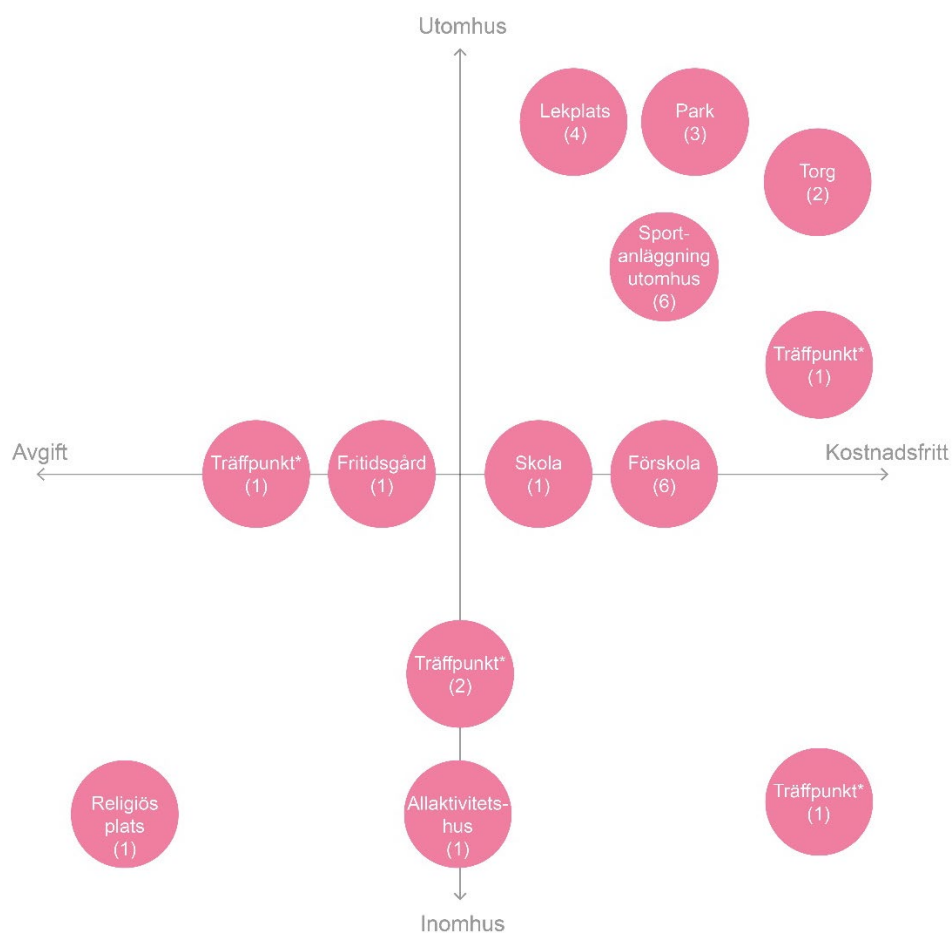 Utomhus
Lekplats
(4)
Park
(3)
Torg
(2)
Sport-
anläggning
utomhus
(6)
Träffpunkt*
(1)
Avgift
Kostnadsfritt
Träffpunkt*
(1)
Fritidsgård
(1)
Skola
(1)
Förskola
(6)
Träffpunkt*
(2)
Religiös
plats
(1)
Allaktivitets-
hus
(1)
Träffpunkt*
(1)
Inomhus